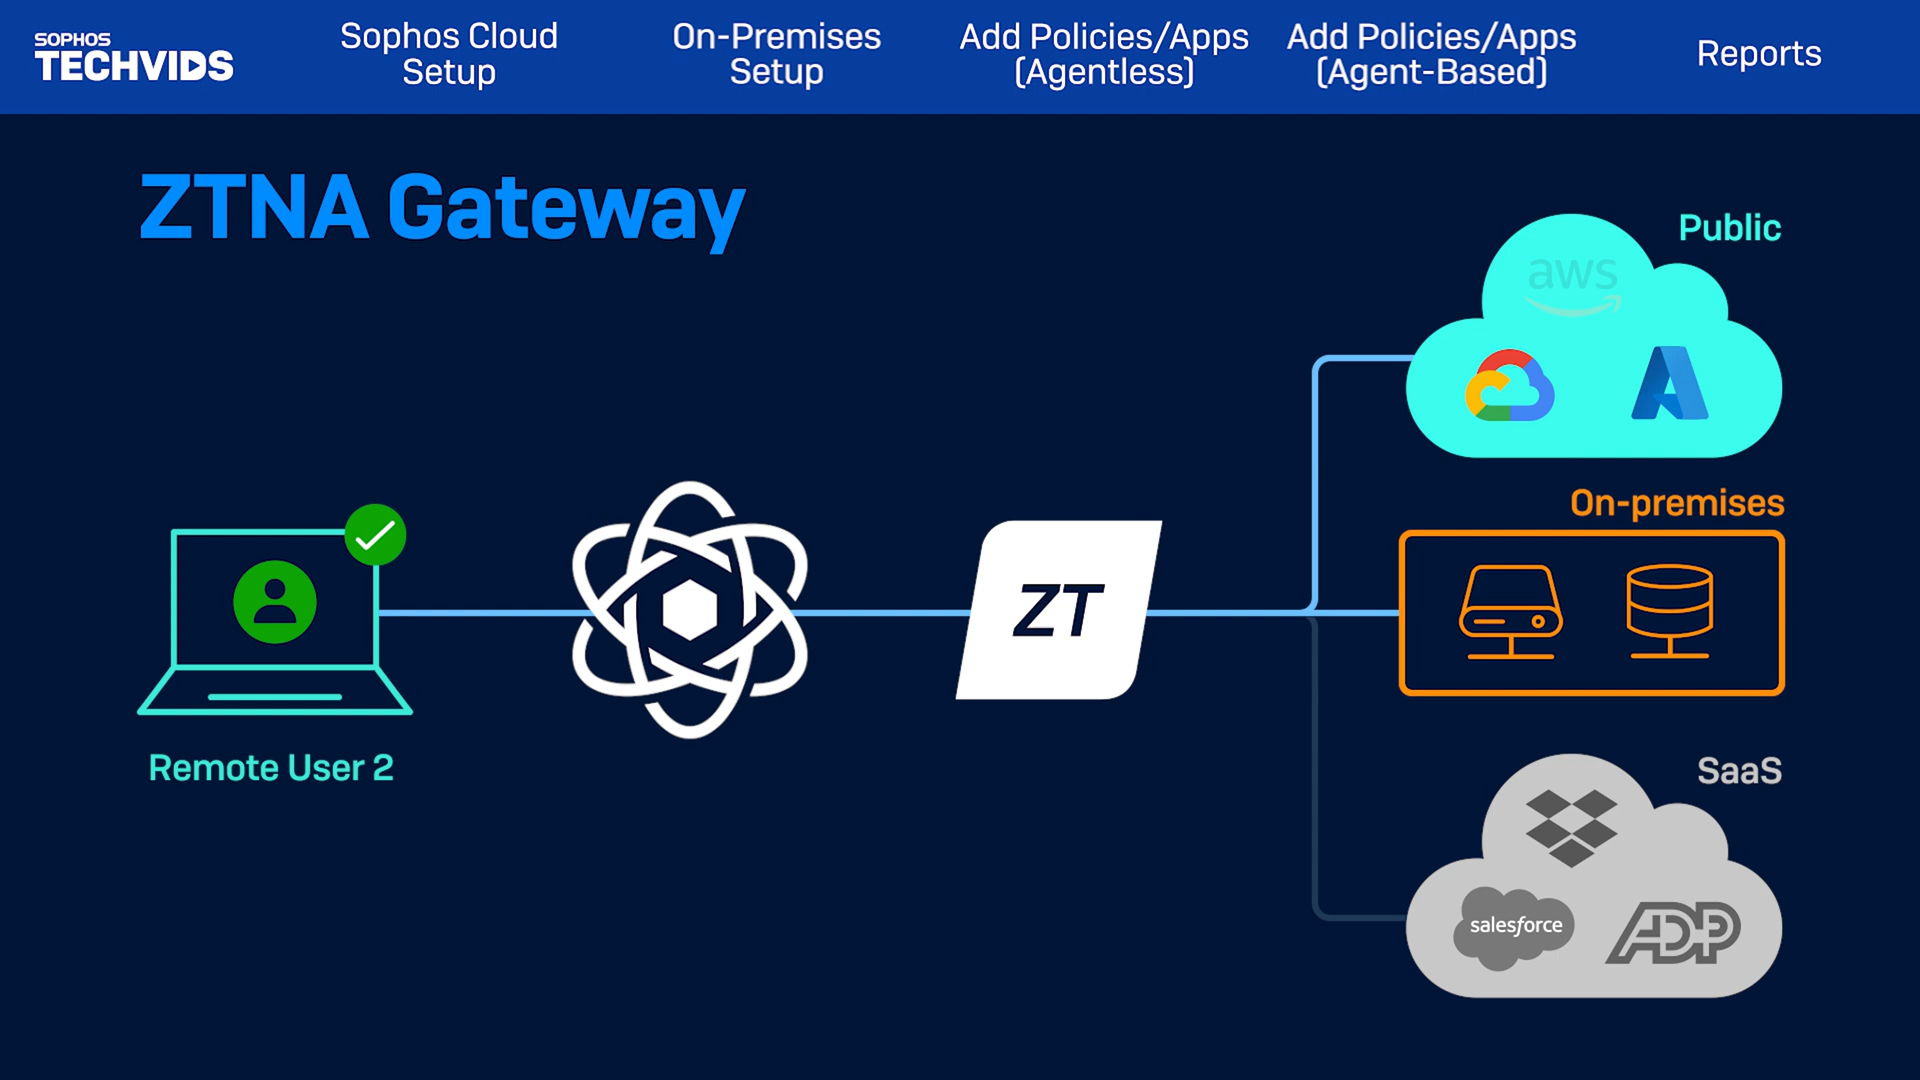 SOPHOS
TECHVIDS
Sophos Cloud
Setup
On-Premises
Setup
Add Policies/Apps
(Agentless)
Add Policies/Apps
(Agent-Based)
Reports
ZTNA Gateway
Public
aws
On-premises
ZT
Remote User 2
SaaS
salesforce
ADP